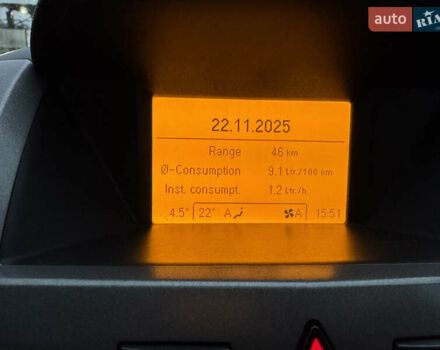 auto RIA
22.11.2025
Range 46 km
Ø-Consumption 9.1 Ltr./100 km
Inst. consumpt. 1.2 Ltr./h
4.5° 22° A A 15:51